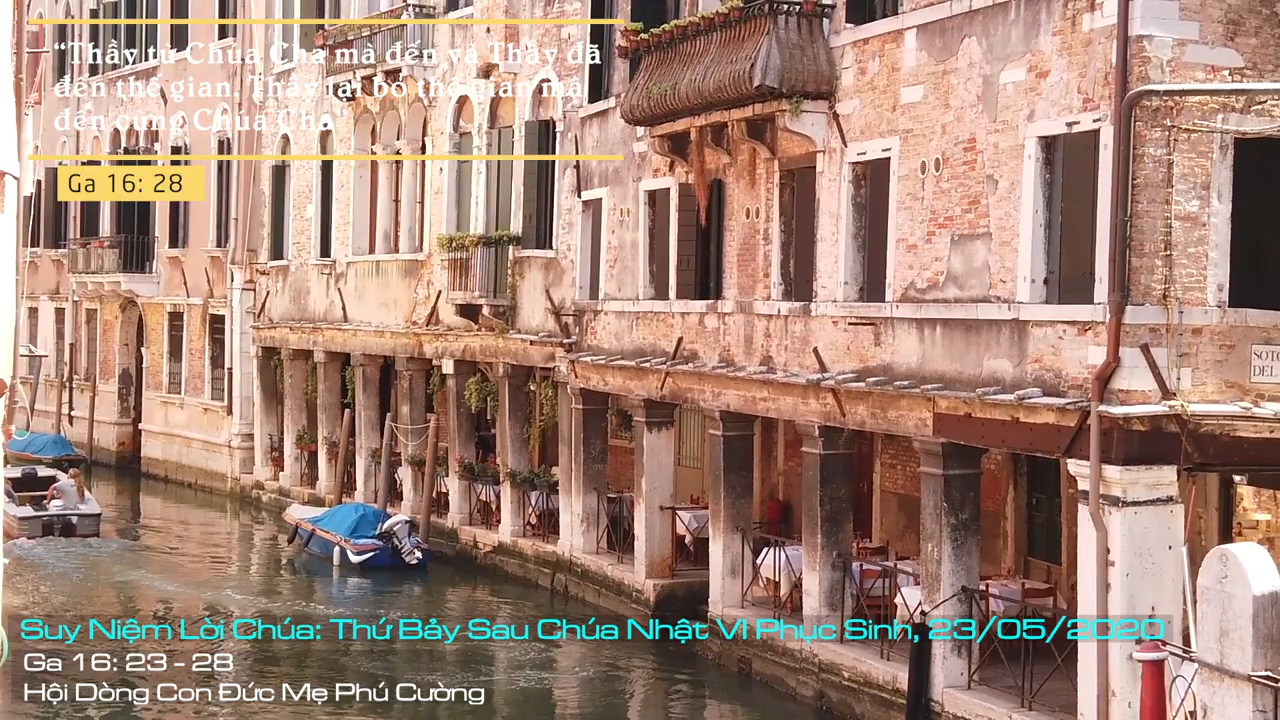 “Thầy từ Chúa Cha mà đến và Thầy đã
đến thế gian. Thầy lại bỏ thế gian mà
đến cùng Chúa Cha”
Ga 16: 28
SOTO
DEL
Suy Niệm Lời Chúa: Thứ Bảy Sau Chúa Nhật VI Phục Sinh, 23/05/2020
Ga 16: 23 - 28
Hội Dòng Con Đức Mẹ Phú Cường